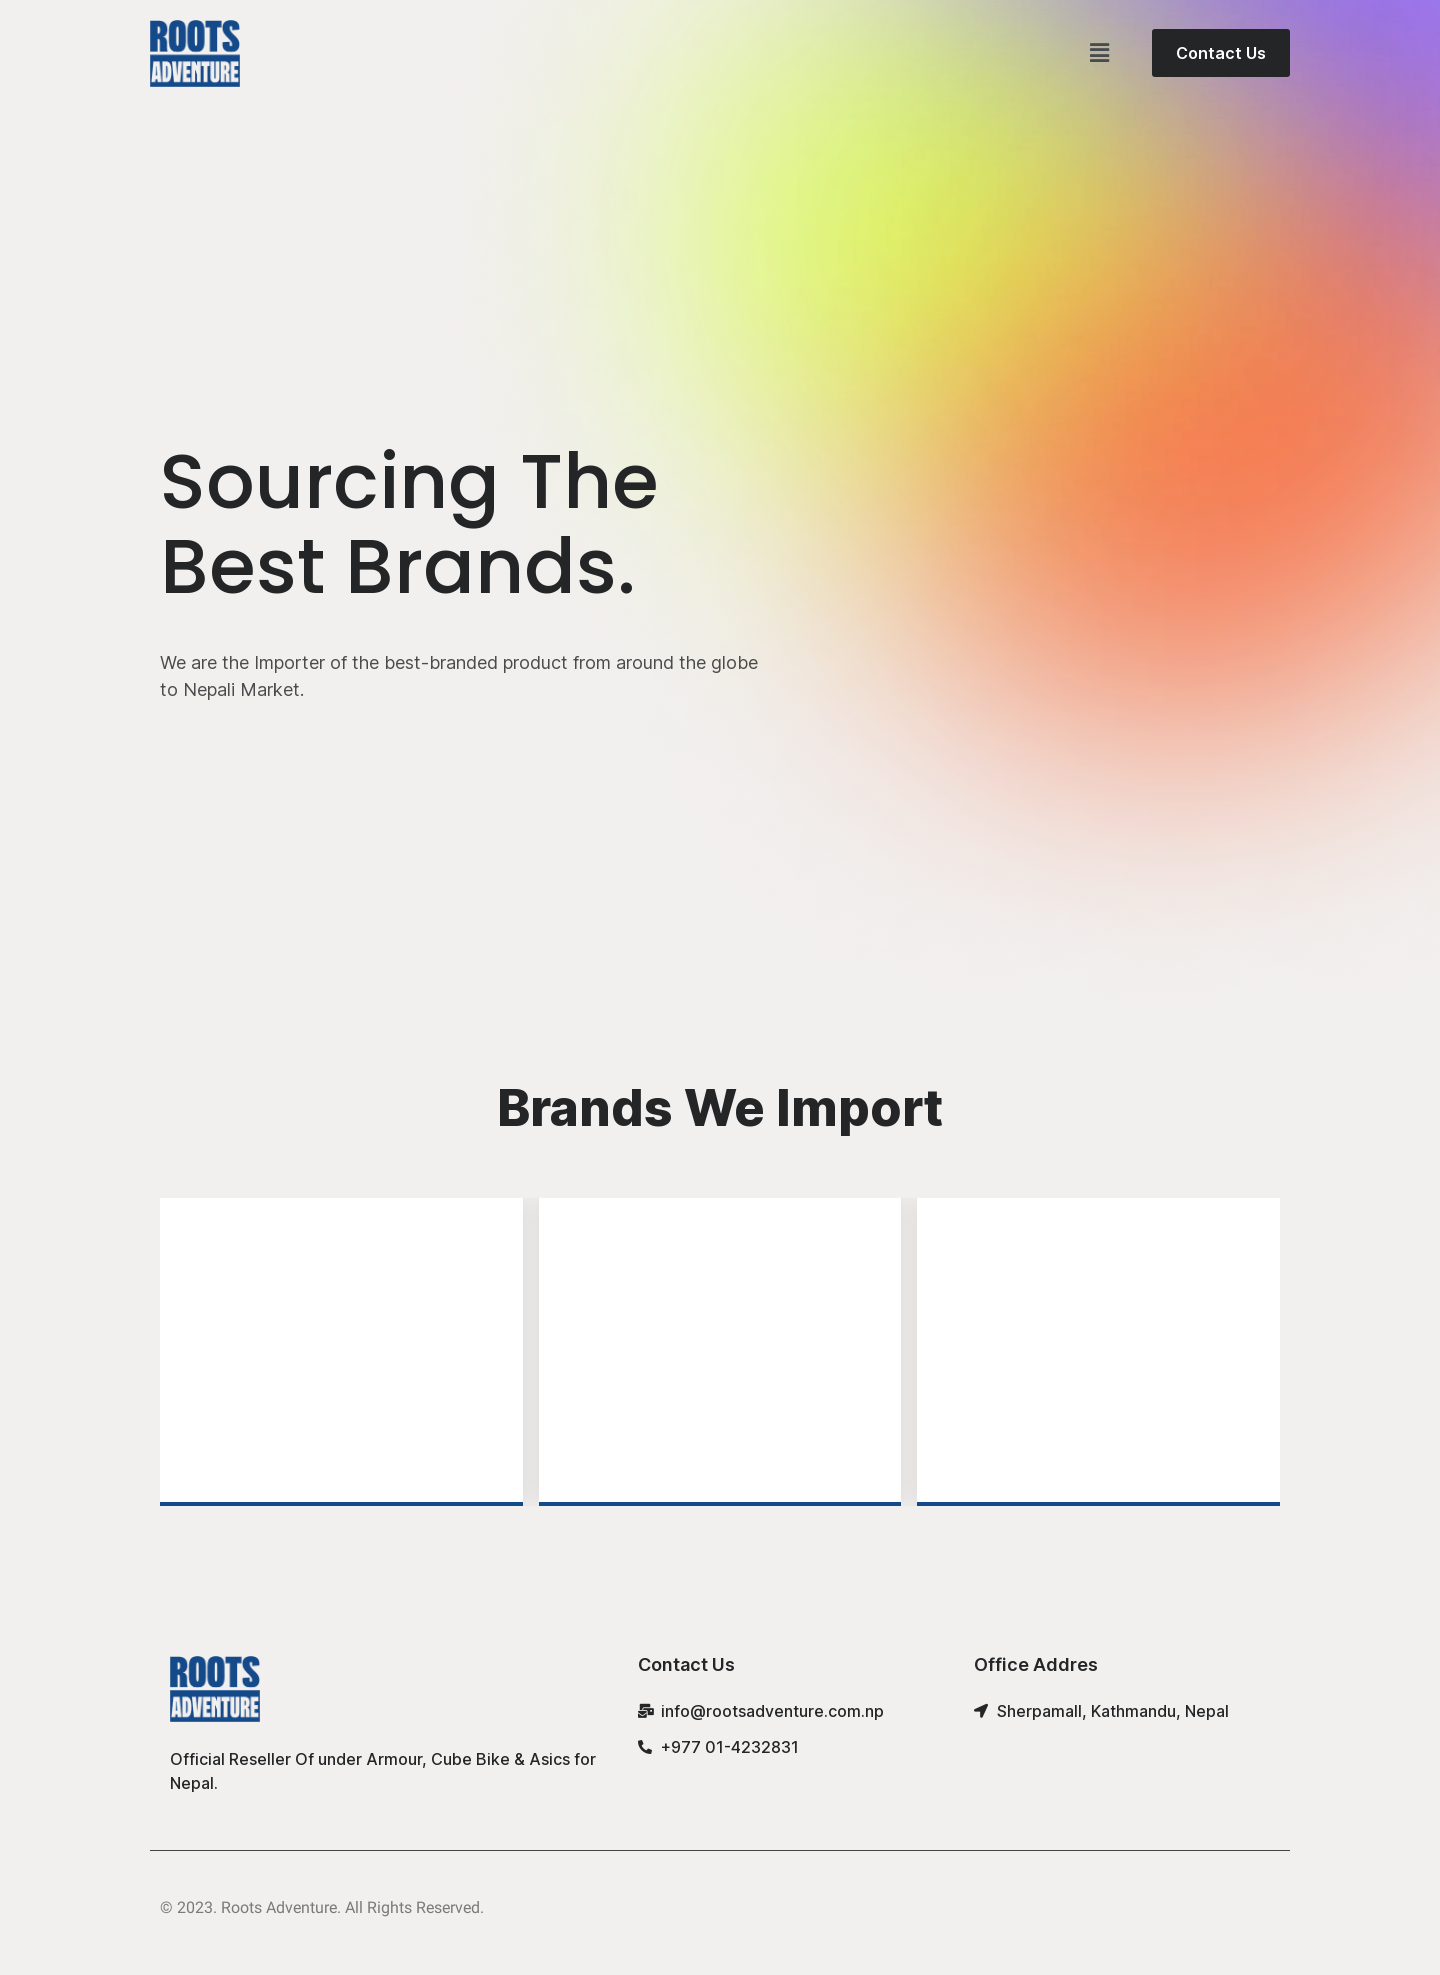 ROOTS
ADVENTURE
Contact Us
Sourcing The
Best Brands.
We are the Importer of the best-branded product from around the globe
to Nepali Market.
Brands We Import
ROOTS
ADVENTURE
Official Reseller Of under Armour, Cube Bike & Asics for
Nepal.
Contact Us
info@rootsadventure.com.np
+977 01-4232831
Office Addres
Sherpamall, Kathmandu, Nepal
© 2023. Roots Adventure. All Rights Reserved.